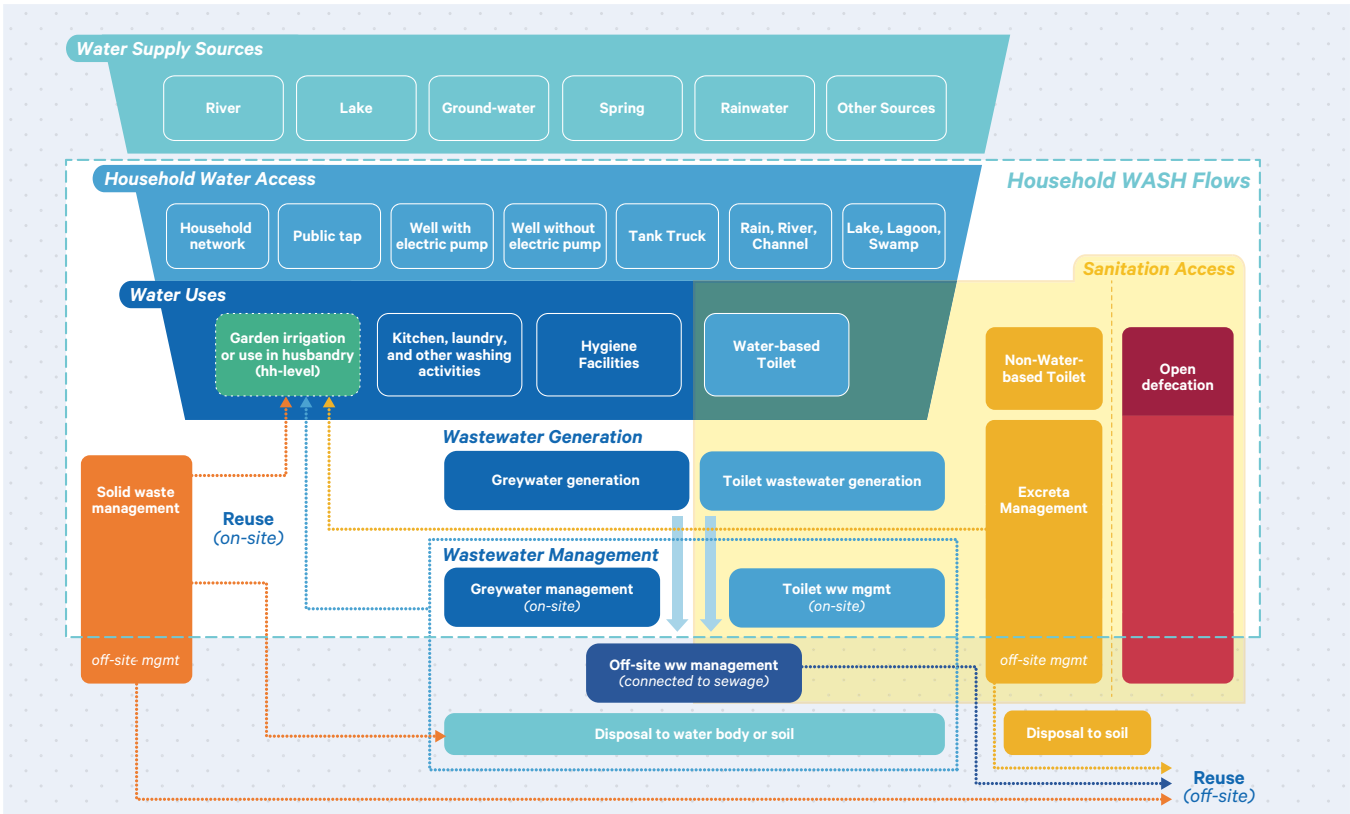 Water Supply Sources
River
Lake
Ground-water
Spring
Rainwater
Other Sources
Household Water Access
Household WASH Flows
Household
network
Public tap
Well with
electric pump
Well without
electric pump
Tank Truck
Rain, River,
Channel
Lake, Lagoon,
Swamp
Sanitation Access
Water Uses
Garden irrigation
or use in husbandry
(hh-level)
Kitchen, laundry,
and other washing
activities
Hygiene
Facilities
Water-based
Toilet
Non-Water-
based Toilet
Open
defecation
Wastewater Generation
Greywater generation
Toilet wastewater generation
Solid waste
management
Excreta
Management
Reuse
(on-site)
Wastewater Management
Greywater management
(on-site)
Toilet ww mgmt
(on-site)
off-site mgmt
Off-site ww management
(connected to sewage)
off-site mgmt
Disposal to water body or soil
Disposal to soil
Reuse
(off-site)